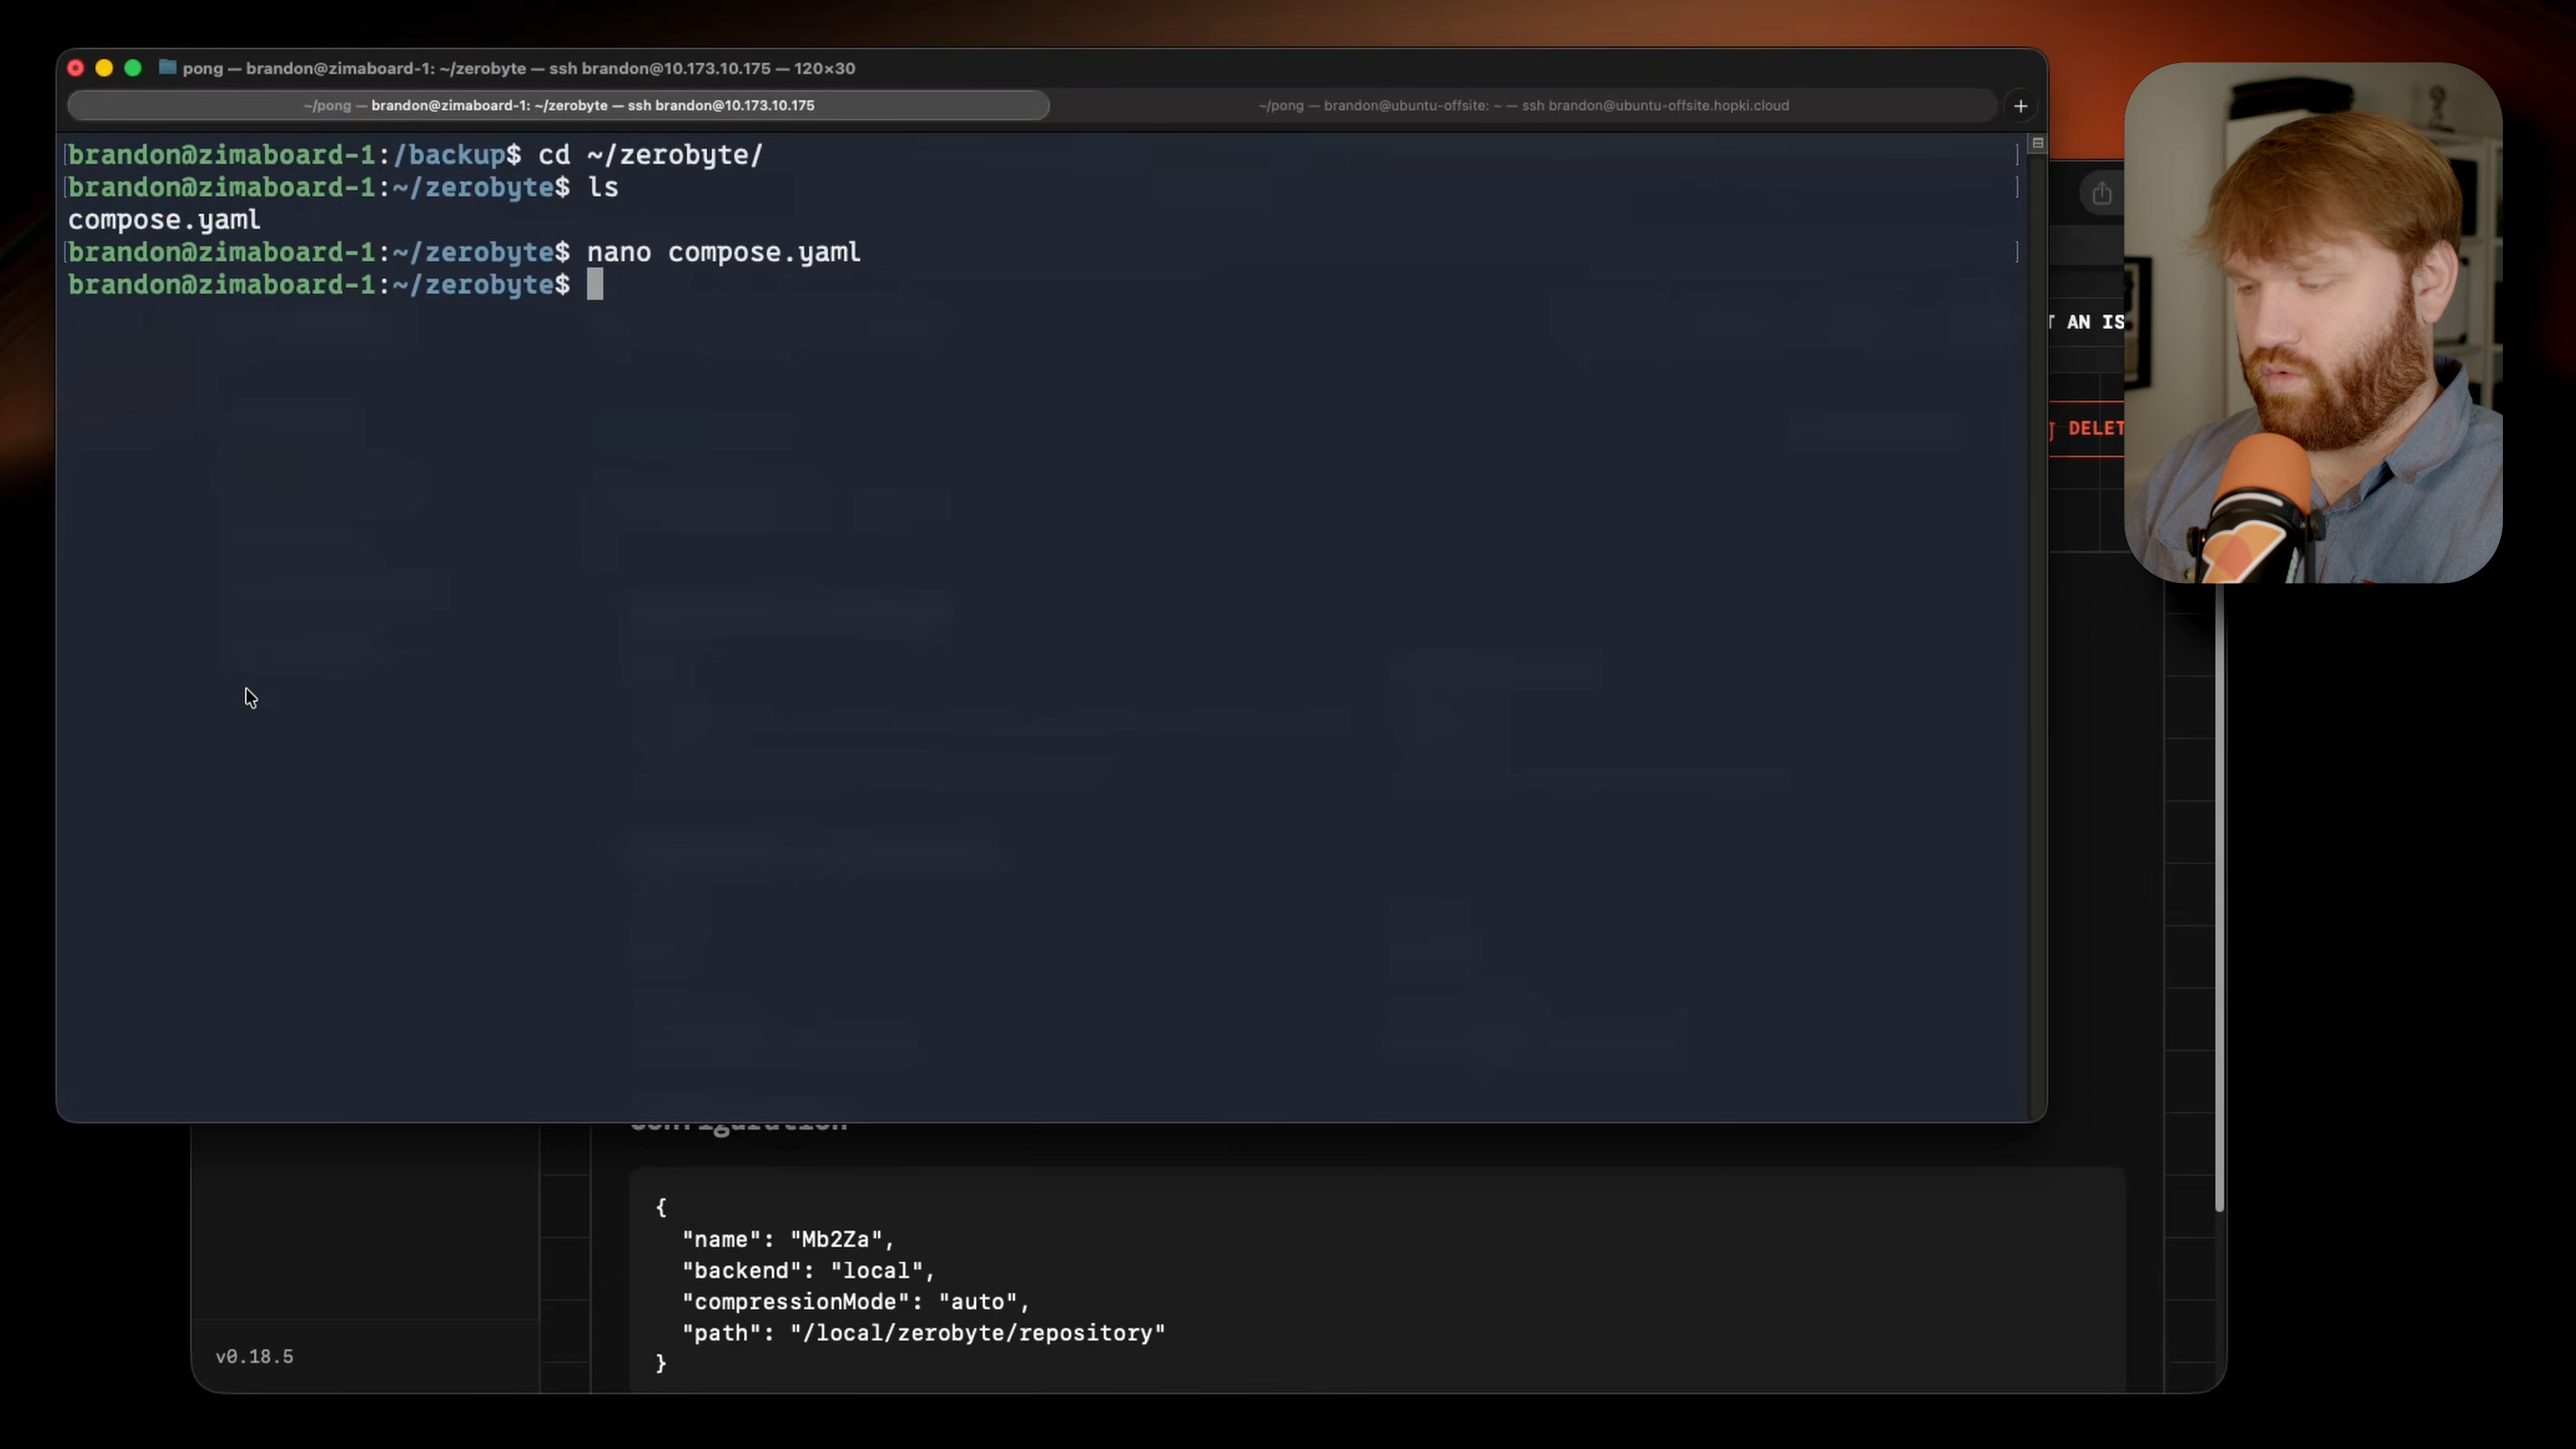 pong — brandon@zimaboard-1: ~/zerobyte — ssh brandon@10.173.10.175 — 120×30
~/pong — brandon@zimaboard-1: ~/zerobyte — ssh brandon@10.173.10.175
~/pong — brandon@ubuntu-offsite: ~ — ssh brandon@ubuntu-offsite.hopki.cloud
+
[brandon@zimaboard-1:/backup$ cd ~/zerobyte/ ]
[brandon@zimaboard-1:~/zerobyte$ ls ]
compose.yaml
[brandon@zimaboard-1:~/zerobyte$ nano compose.yaml ]
brandon@zimaboard-1:~/zerobyte$
AN IS
DELET
Configuration
{
"name": "Mb2Za",
"backend": "local",
"compressionMode": "auto",
"path": "/local/zerobyte/repository"
}
v0.18.5